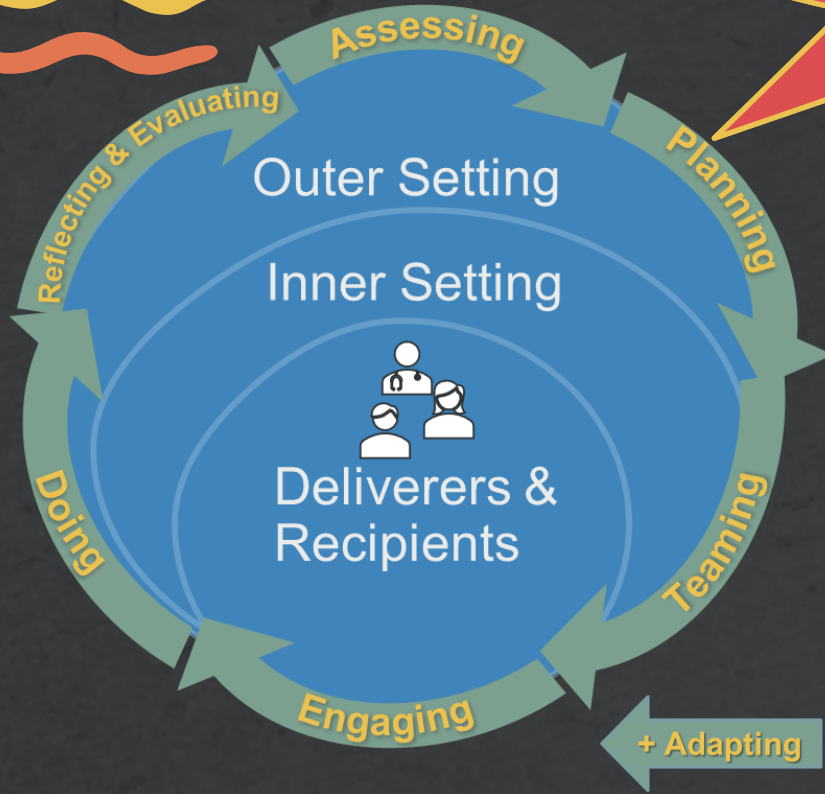 Assessing
Planning
Teaming
Engaging
Doing
Reflecting & Evaluating
Outer Setting
Inner Setting
Deliverers &
Recipients
+ Adapting